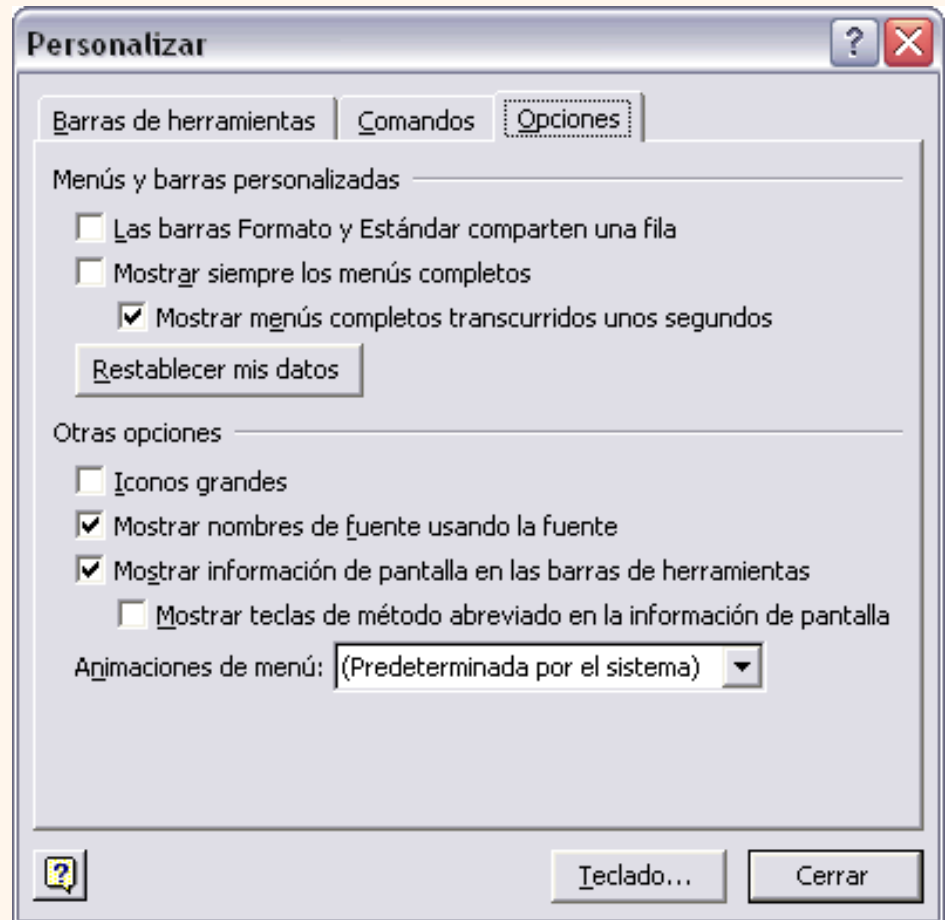 Personalizar
Barras de herramientas Comandos Opciones
Menús y barras personalizadas
Las barras Formato y Estándar comparten una fila
Mostrar siempre los menús completos
Mostrar menús completos transcurridos unos segundos
Restablecer mis datos
Otras opciones
Iconos grandes
Mostrar nombres de fuente usando la fuente
Mostrar información de pantalla en las barras de herramientas
Mostrar teclas de método abreviado en la información de pantalla
Animaciones de menú: (Predeterminada por el sistema)
Teclado... Cerrar